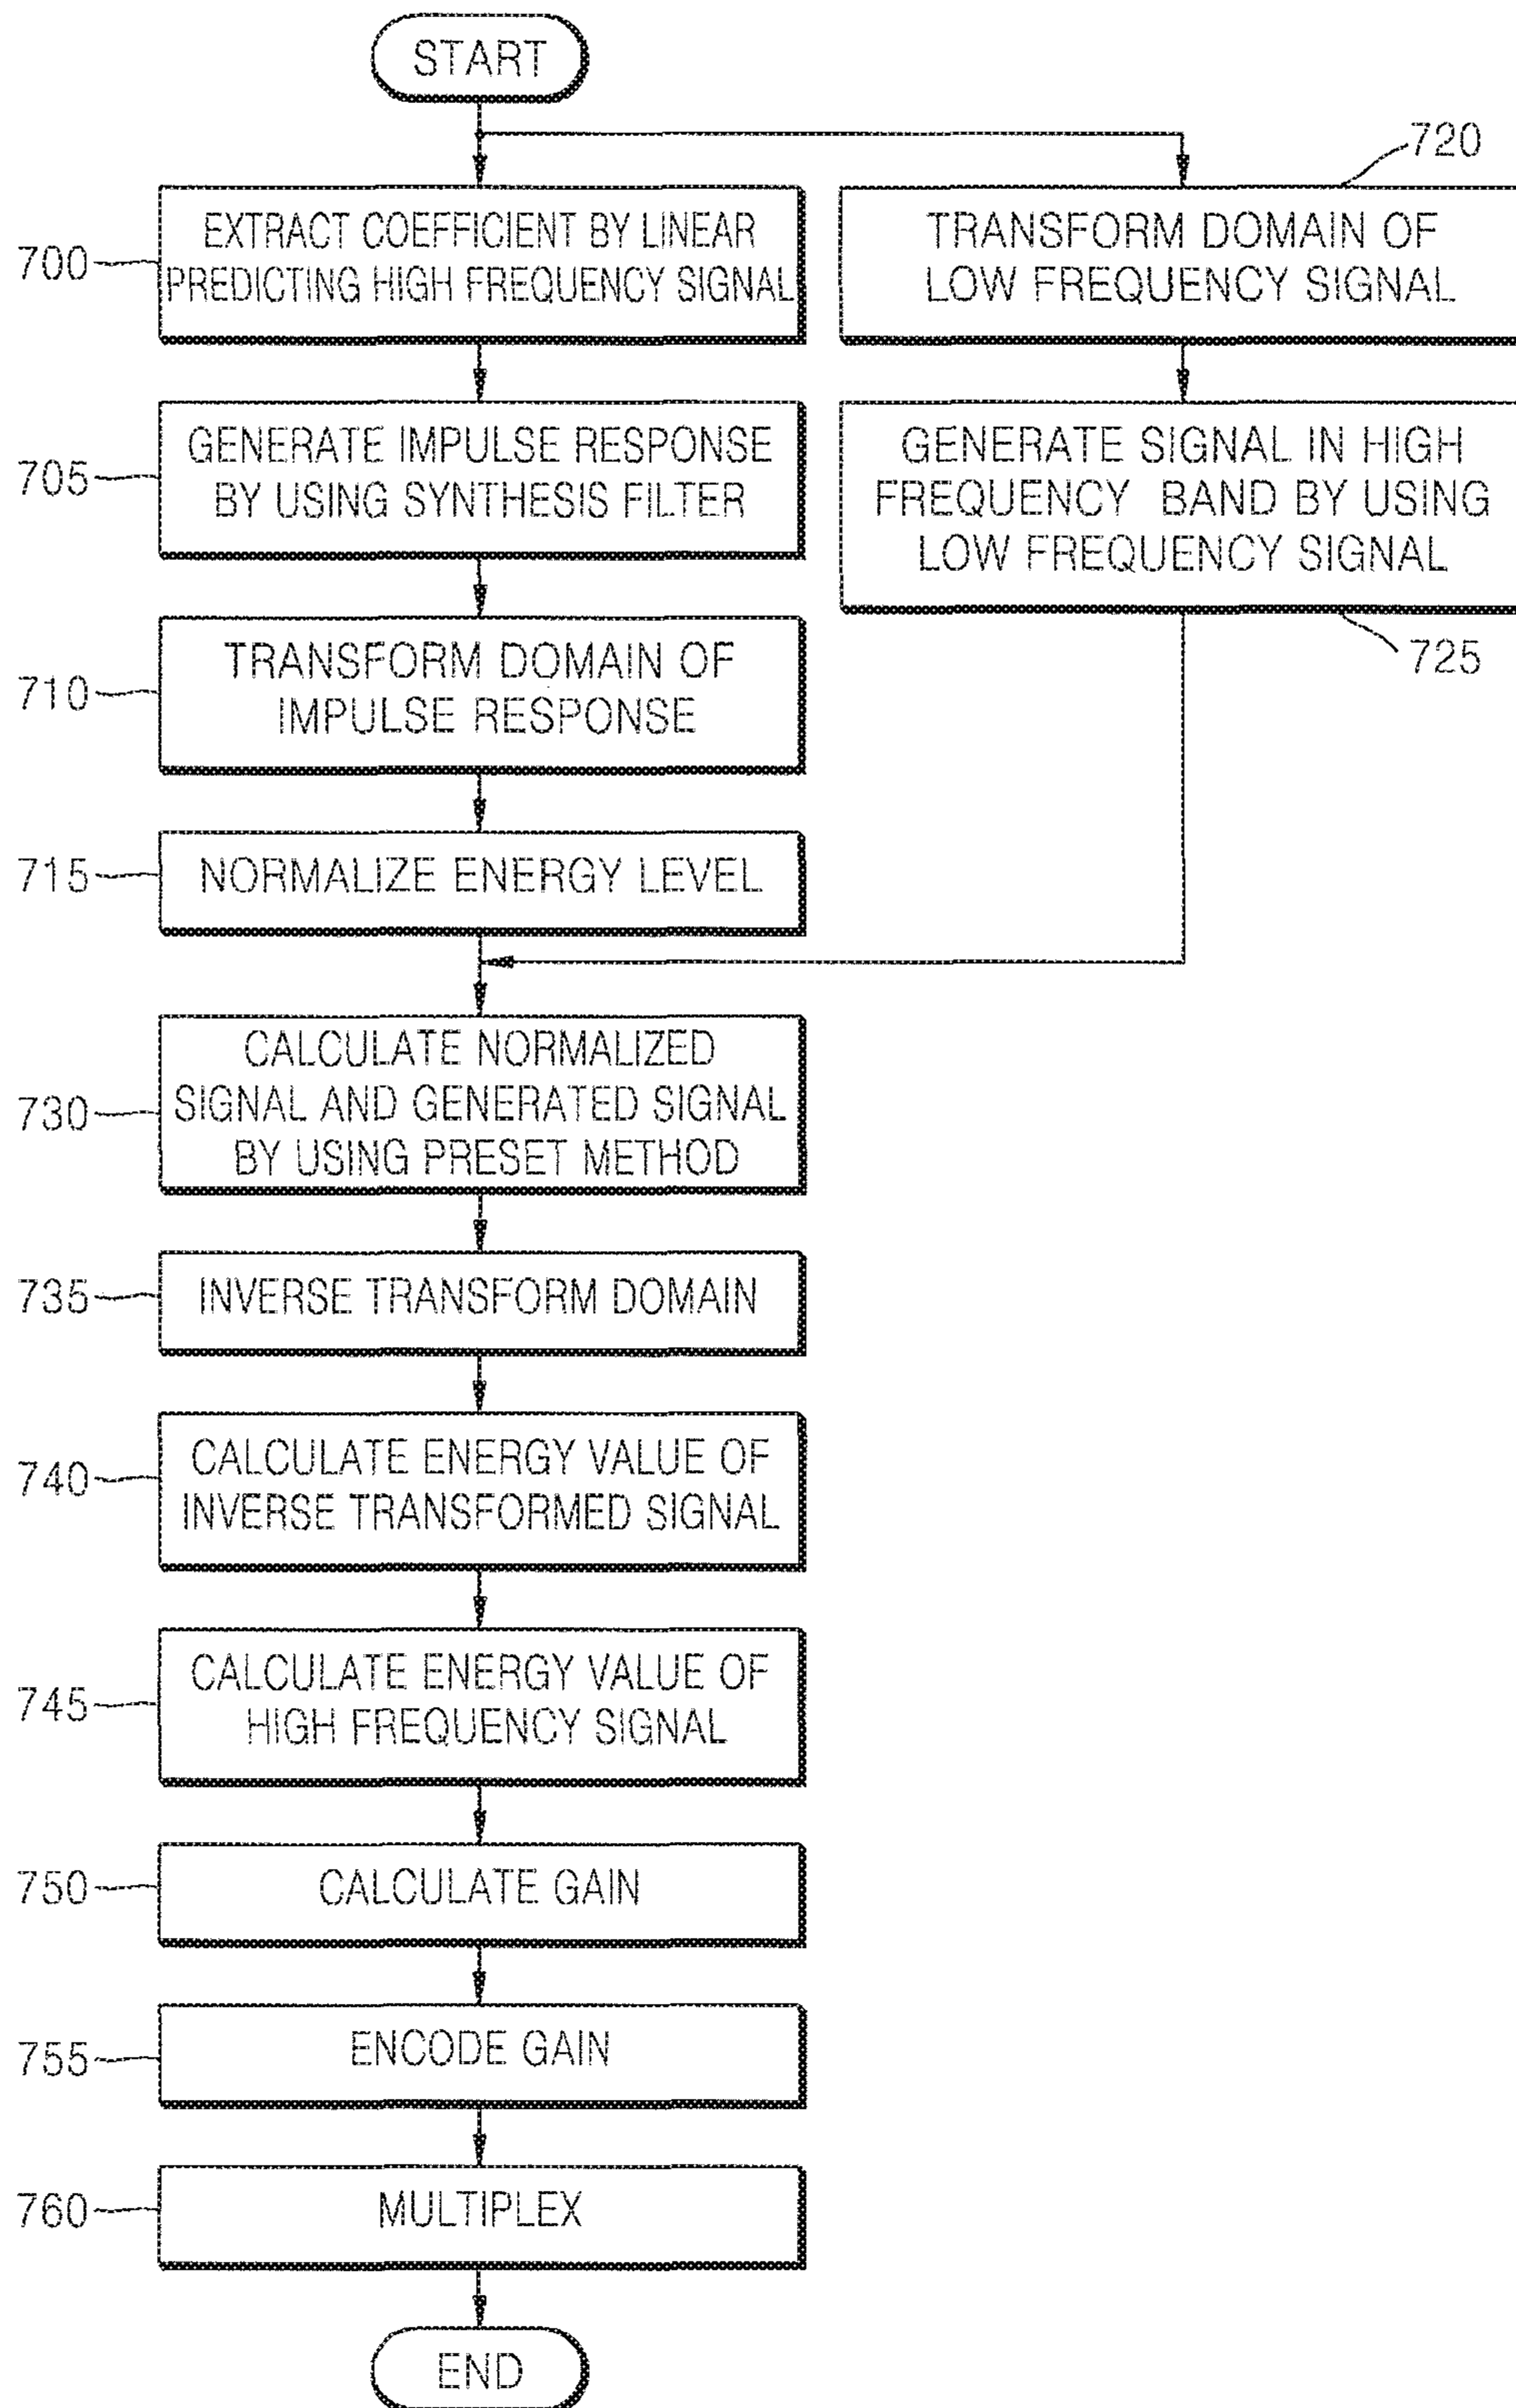 START
720
700
EXTRACT COEFFICIENT BY LINEAR
PREDICTING HIGH FREQUENCY SIGNAL
TRANSFORM DOMAIN OF
LOW FREQUENCY SIGNAL
705
GENERATE IMPULSE RESPONSE
BY USING SYNTHESIS FILTER
GENERATE SIGNAL IN HIGH
FREQUENCY BAND BY USING
LOW FREQUENCY SIGNAL
725
710
TRANSFORM DOMAIN OF
IMPULSE RESPONSE
715
NORMALIZE ENERGY LEVEL
730
CALCULATE NORMALIZED
SIGNAL AND GENERATED SIGNAL
BY USING PRESET METHOD
735
INVERSE TRANSFORM DOMAIN
740
CALCULATE ENERGY VALUE OF
INVERSE TRANSFORMED SIGNAL
745
CALCULATE ENERGY VALUE OF
HIGH FREQUENCY SIGNAL
750
CALCULATE GAIN
755
ENCODE GAIN
760
MULTIPLEX
END